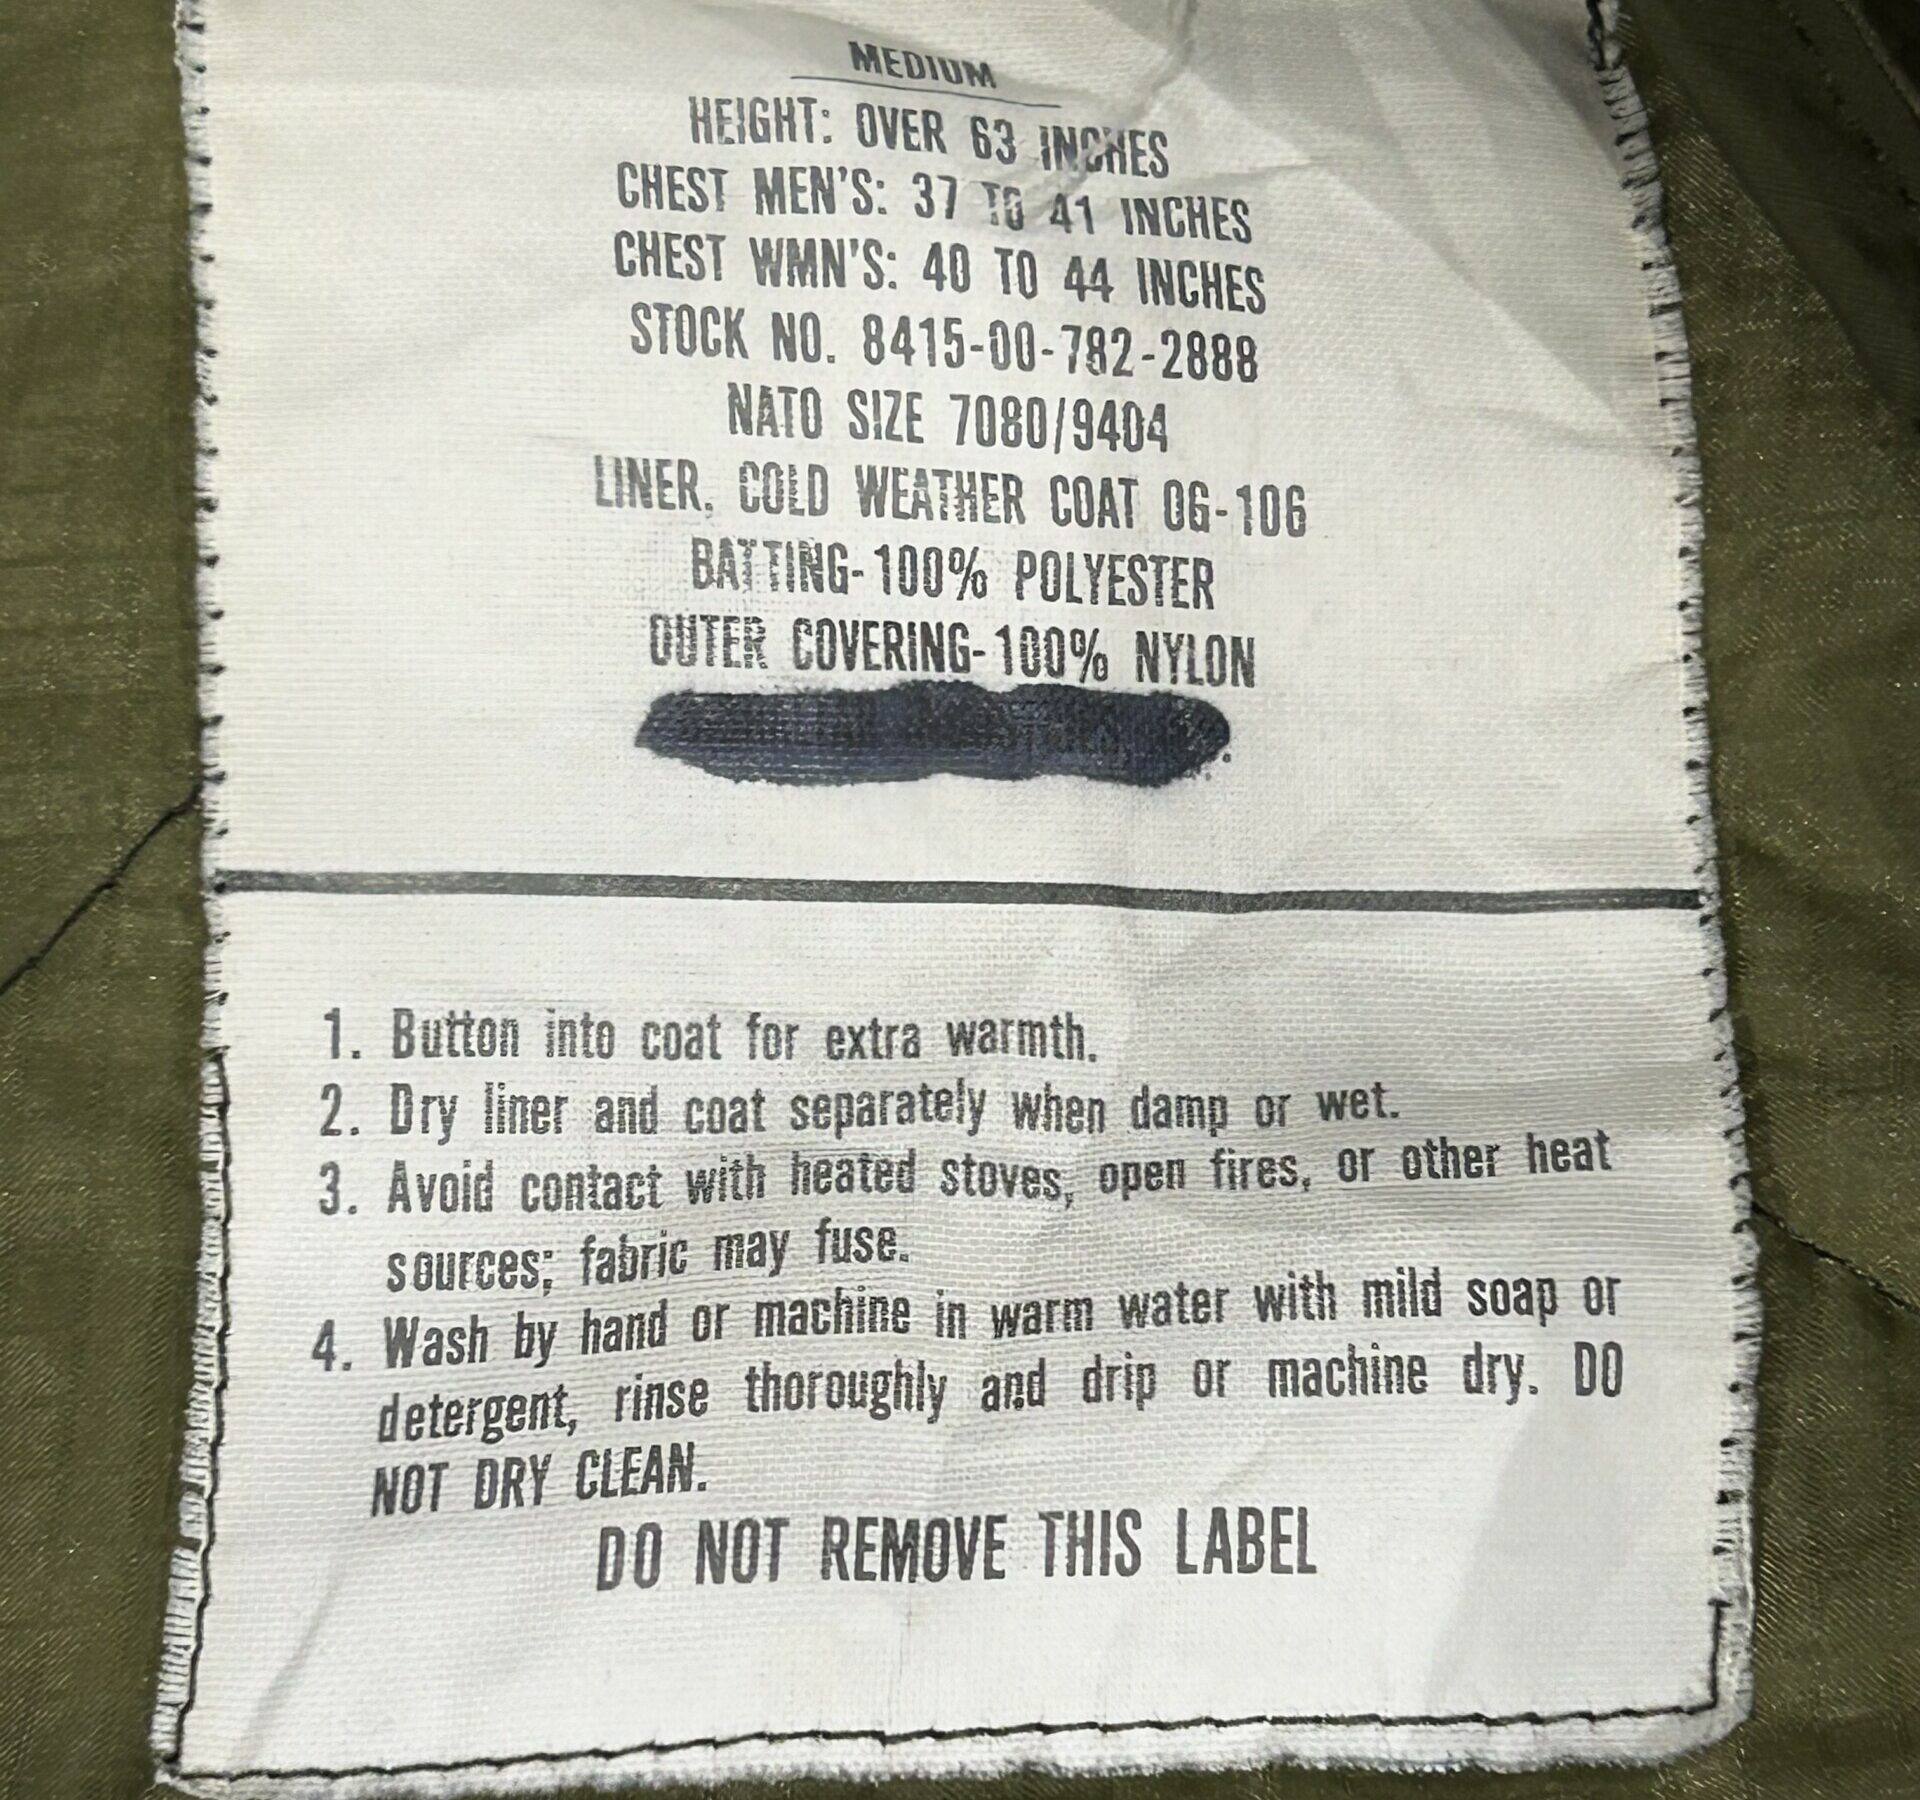 MEDIUM
HEIGHT: OVER 63 INCHES
CHEST MEN'S: 37 TO 41 INCHES
CHEST WMN'S: 40 TO 44 INCHES
STOCK NO. 8415-00-782-2888
NATO SIZE 7080/9404
LINER, COLD WEATHER COAT OG-106
BATTING-100% POLYESTER
OUTER COVERING-100% NYLON
1. Button into coat for extra warmth.
2. Dry liner and coat separately when damp or wet.
3. Avoid contact with heated stoves, open fires, or other heat
sources; fabric may fuse.
4. Wash by hand or machine in warm water with mild soap or
detergent, rinse thoroughly and drip or machine dry. DO
NOT DRY CLEAN.
DO NOT REMOVE THIS LABEL